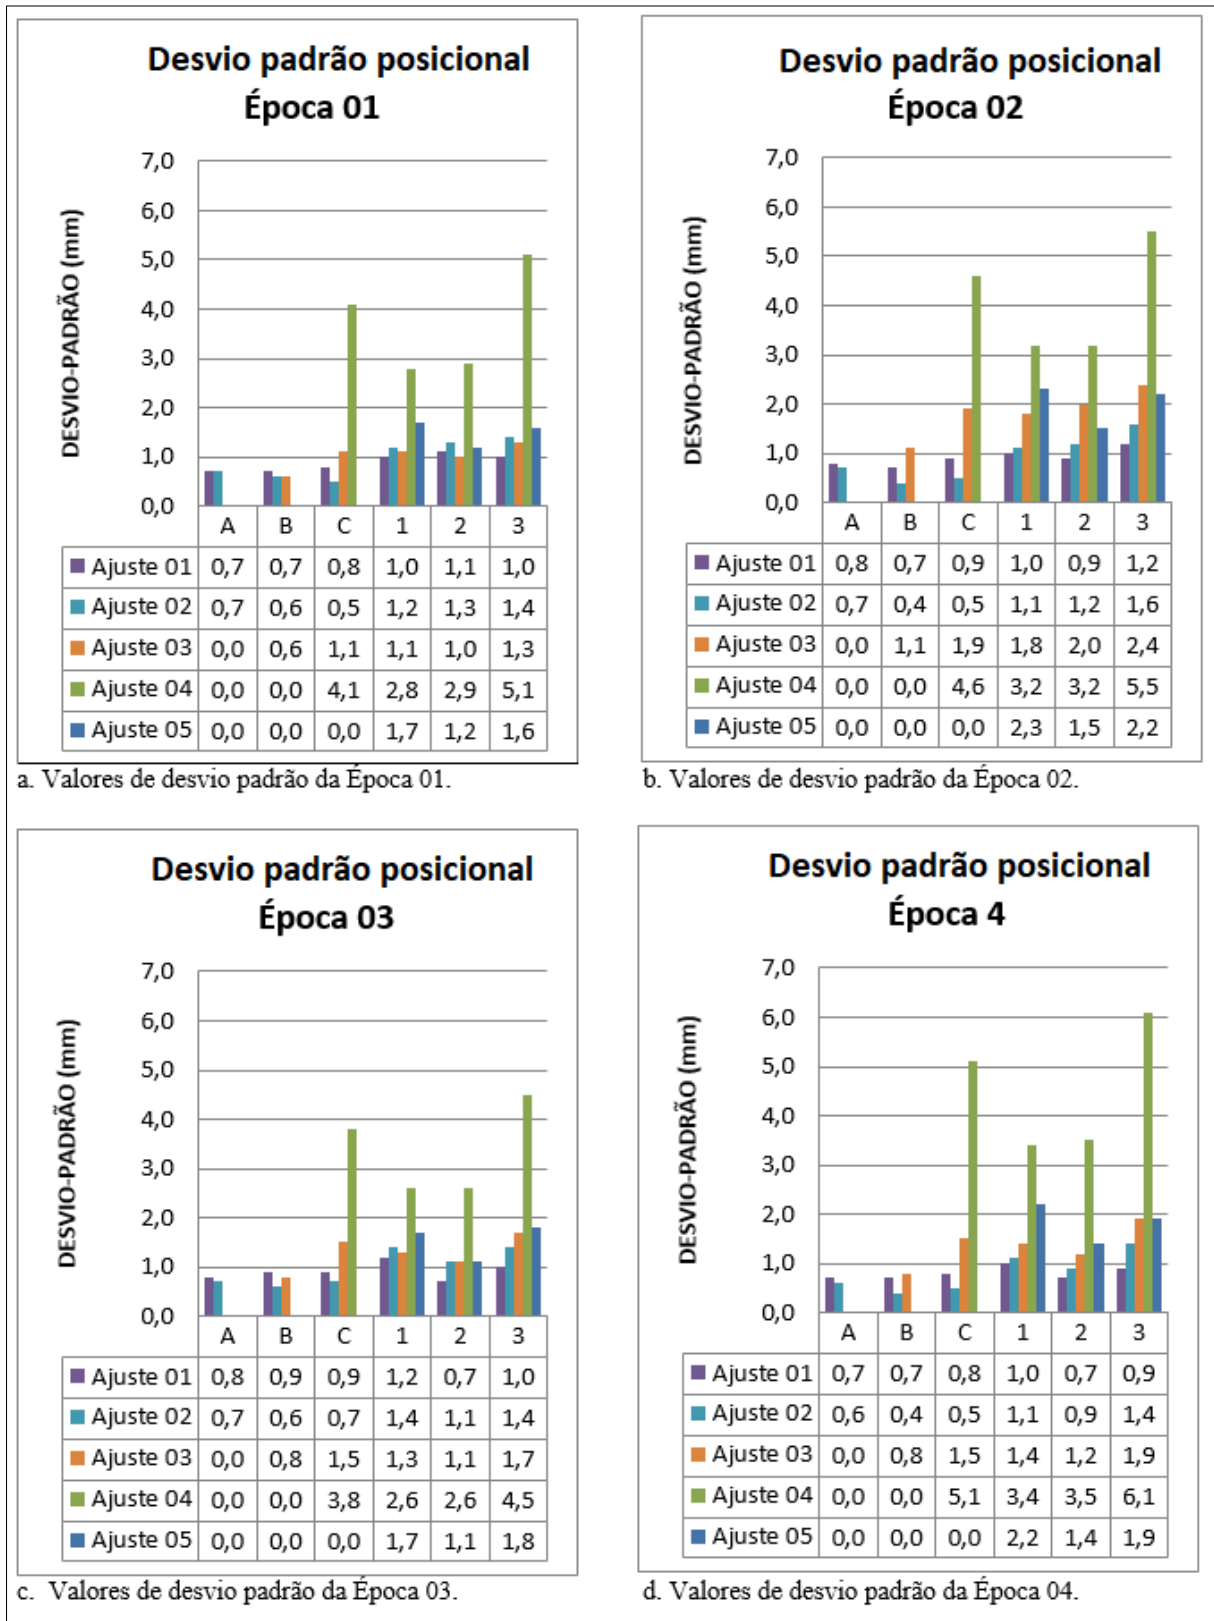 Desvio padrão posicional
Época 01
DESVIO-PADRÃO (mm)
7,0
6,0
5,0
4,0
3,0
2,0
1,0
0,0
A B C 1 2 3
Ajuste 01 0,7 0,7 0,8 1,0 1,1 1,0
Ajuste 02 0,7 0,6 0,5 1,2 1,3 1,4
Ajuste 03 0,0 0,6 1,1 1,1 1,0 1,3
Ajuste 04 0,0 0,0 4,1 2,8 2,9 5,1
Ajuste 05 0,0 0,0 0,0 1,7 1,2 1,6
a. Valores de desvio padrão da Época 01.
Desvio padrão posicional
Época 02
DESVIO-PADRÃO (mm)
7,0
6,0
5,0
4,0
3,0
2,0
1,0
0,0
A B C 1 2 3
Ajuste 01 0,8 0,7 0,9 1,0 0,9 1,2
Ajuste 02 0,7 0,4 0,5 1,1 1,2 1,6
Ajuste 03 0,0 1,1 1,9 1,8 2,0 2,4
Ajuste 04 0,0 0,0 4,6 3,2 3,2 5,5
Ajuste 05 0,0 0,0 0,0 2,3 1,5 2,2
b. Valores de desvio padrão da Época 02.
Desvio padrão posicional
Época 03
DESVIO-PADRÃO (mm)
7,0
6,0
5,0
4,0
3,0
2,0
1,0
0,0
A B C 1 2 3
Ajuste 01 0,8 0,9 0,9 1,2 0,7 1,0
Ajuste 02 0,7 0,6 0,7 1,4 1,1 1,4
Ajuste 03 0,0 0,8 1,5 1,3 1,1 1,7
Ajuste 04 0,0 0,0 3,8 2,6 2,6 4,5
Ajuste 05 0,0 0,0 0,0 1,7 1,1 1,8
c. Valores de desvio padrão da Época 03.
Desvio padrão posicional
Época 4
DESVIO-PADRÃO (mm)
7,0
6,0
5,0
4,0
3,0
2,0
1,0
0,0
A B C 1 2 3
Ajuste 01 0,7 0,7 0,8 1,0 0,7 0,9
Ajuste 02 0,6 0,4 0,5 1,1 0,9 1,4
Ajuste 03 0,0 0,8 1,5 1,4 1,2 1,9
Ajuste 04 0,0 0,0 5,1 3,4 3,5 6,1
Ajuste 05 0,0 0,0 0,0 2,2 1,4 1,9
d. Valores de desvio padrão da Época 04.